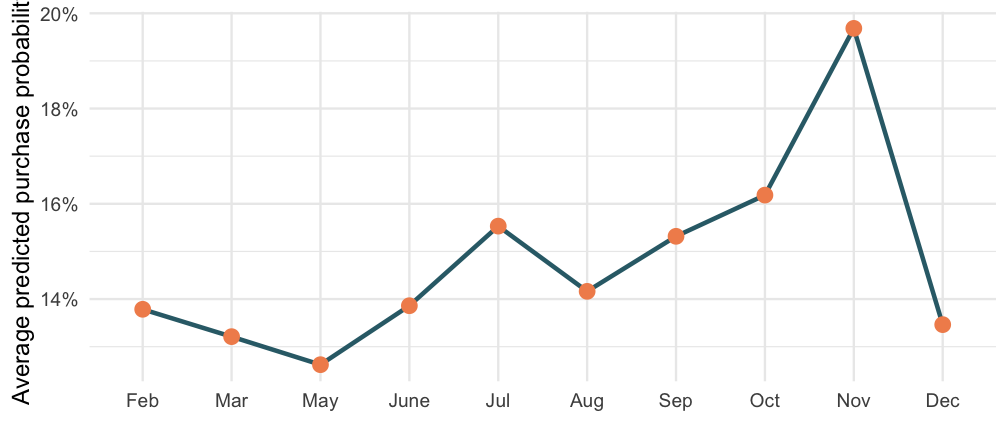 Average predicted purchase probabilit
20%
18%
16%
14%
Feb Mar May June Jul Aug Sep Oct Nov Dec